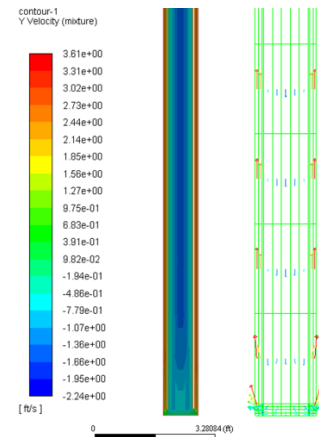 contour-1
Y Velocity (mixture)
3.61e+00
3.31e+00
3.02e+00
2.73e+00
2.44e+00
2.14e+00
1.85e+00
1.56e+00
1.27e+00
9.75e-01
6.83e-01
3.91e-01
9.82e-02
-1.94e-01
-4.86e-01
-7.79e-01
-1.07e+00
-1.36e+00
-1.66e+00
-1.95e+00
-2.24e+00
[ ft/s ]
0 3.28084 (ft)